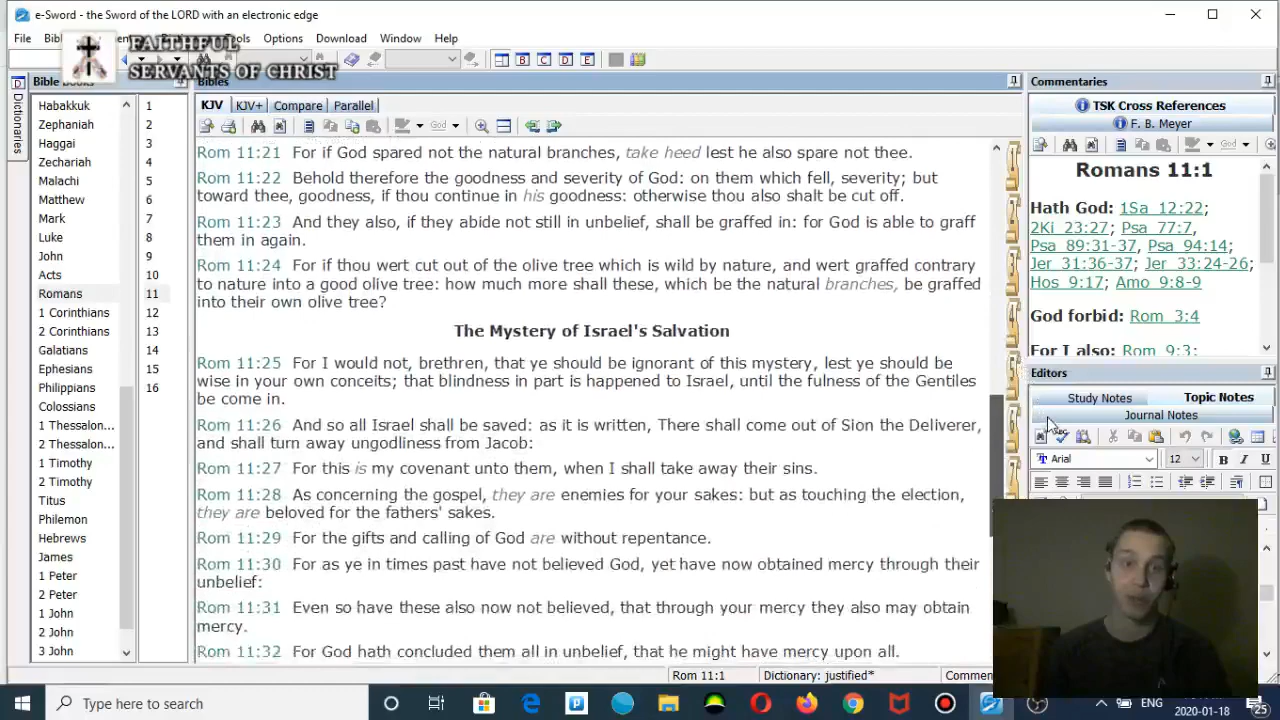 e-Sword - the Sword of the LORD with an electronic edge
File
Options
Download
Window
Help
FAITHFUL
SERVANTS OF CHRIST
Bible Books
Bibles
Commentaries
Dictionaries
Habakkuk
Zephaniah
Haggai
Zechariah
Malachi
Matthew
Mark
Luke
John
Acts
Romans
1 Corinthians
2 Corinthians
Galatians
Ephesians
Philippians
Colossians
1 Thessalon...
2 Thessalon...
1 Timothy
2 Timothy
Titus
Philemon
Hebrews
James
1 Peter
2 Peter
1 John
2 John
3 John
1
2
3
4
5
6
7
8
9
10
11
12
13
14
15
16
KJV KJV+ Compare Parallel
Rom 11:21 For if God spared not the natural branches, take heed lest he also spare not thee.
Rom 11:22 Behold therefore the goodness and severity of God: on them which fell, severity; but
toward thee, goodness, if thou continue in his goodness: otherwise thou also shalt be cut off.
Rom 11:23 And they also, if they abide not still in unbelief, shall be graffed in: for God is able to graff
them in again.
Rom 11:24 For if thou wert cut out of the olive tree which is wild by nature, and wert graffed contrary
to nature into a good olive tree: how much more shall these, which be the natural branches, be graffed
into their own olive tree?
The Mystery of Israel's Salvation
Rom 11:25 For I would not, brethren, that ye should be ignorant of this mystery, lest ye should be
wise in your own conceits; that blindness in part is happened to Israel, until the fulness of the Gentiles
be come in.
Rom 11:26 And so all Israel shall be saved: as it is written, There shall come out of Sion the Deliverer,
and shall turn away ungodliness from Jacob:
Rom 11:27 For this is my covenant unto them, when I shall take away their sins.
Rom 11:28 As concerning the gospel, they are enemies for your sakes: but as touching the election,
they are beloved for the fathers' sakes.
Rom 11:29 For the gifts and calling of God are without repentance.
Rom 11:30 For as ye in times past have not believed God, yet have now obtained mercy through their
unbelief:
Rom 11:31 Even so have these also now not believed, that through your mercy they also may obtain
mercy.
Rom 11:32 For God hath concluded them all in unbelief, that he might have mercy upon all.
TSK Cross References
F. B. Meyer
Romans 11:1
Hath God: 1Sa 12:22;
2Ki 23:27; Psa 77:7,
Psa 89:31-37, Psa 94:14;
Jer 31:36-37; Jer 33:24-26;
Hos 9:17; Amo 9:8-9
God forbid: Rom 3:4
For I also: Rom 9:3;
Editors
Study Notes Topic Notes
Journal Notes
Arial 12 B I U
Rom 11:1 Dictionary: justified* Commen
Type here to search
ENG
2020-01-18
25